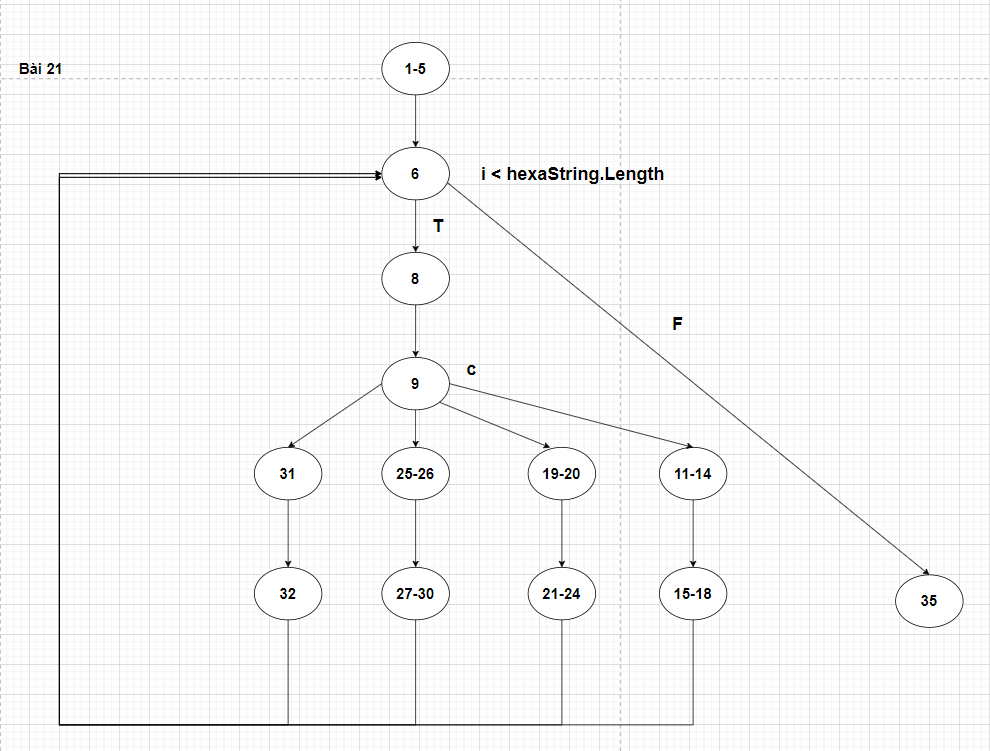 Bài 21
1-5
6
i < hexaString.Length
T
8
F
c
9
31
25-26
19-20
11-14
32
27-30
21-24
15-18
35